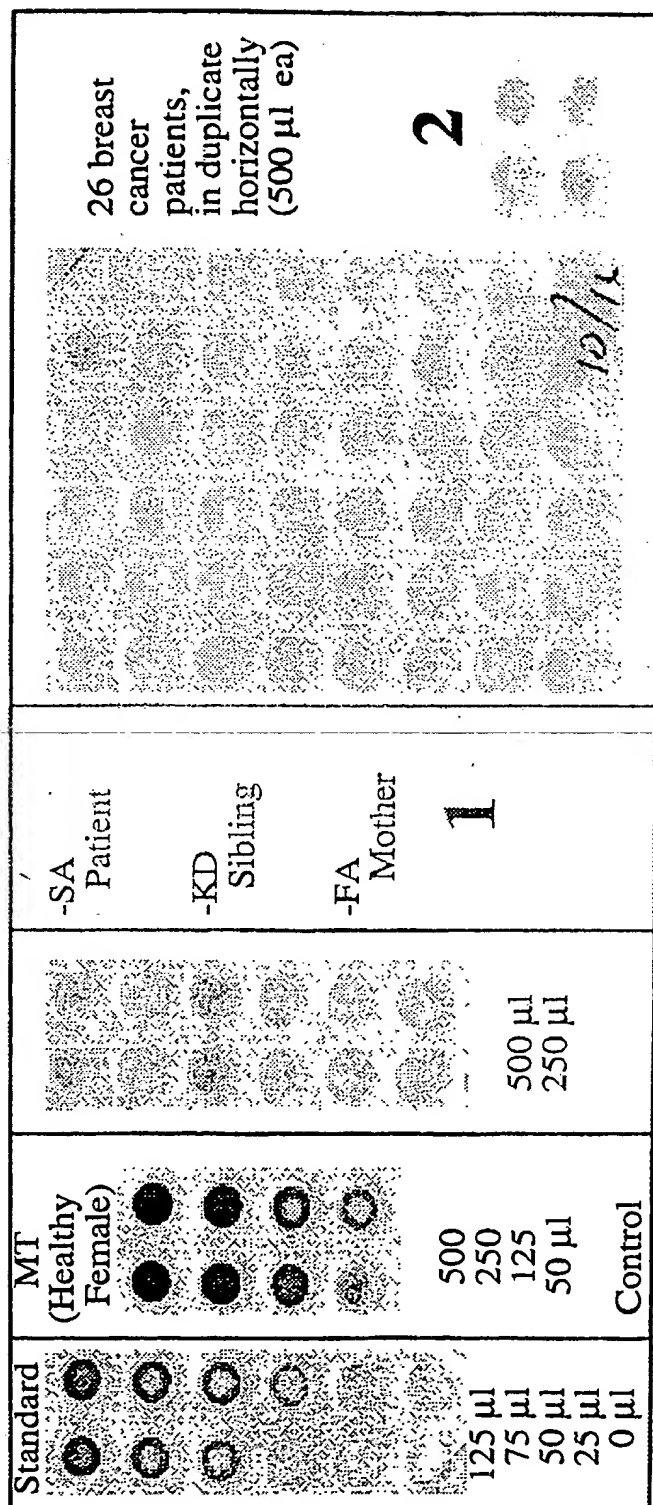 Standard
125 µl
75 µl
50 µl
25 µl
0 µl
MT
(Healthy
Female)
500
250
125
50 µl
Control
500 µl
250 µl
-SA
Patient
-KD
Sibling
-FA
Mother
1
26 breast
cancer
patients,
in duplicate
horizontally
(500 µl ea)
2